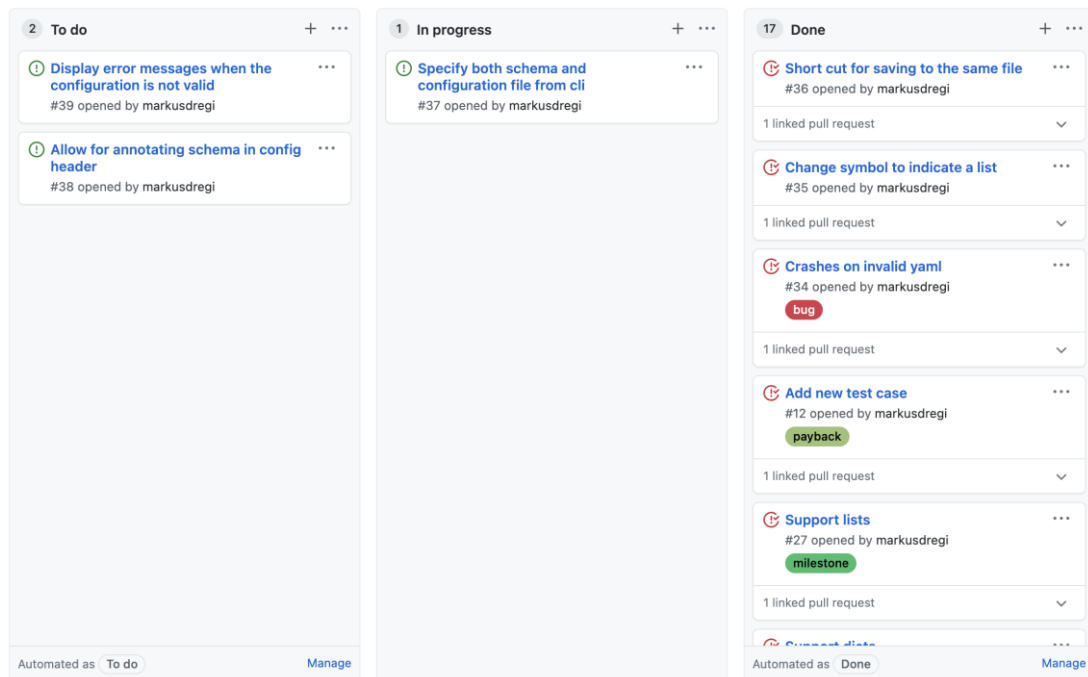 2 To do
Display error messages when the
configuration is not valid
#39 opened by markusdregi
Allow for annotating schema in config
header
#38 opened by markusdregi
Automated as To do Manage
1 In progress
Specify both schema and
configuration file from cli
#37 opened by markusdregi
17 Done
Short cut for saving to the same file
#36 opened by markusdregi
1 linked pull request
Change symbol to indicate a list
#35 opened by markusdregi
1 linked pull request
Crashes on invalid yaml
#34 opened by markusdregi
bug
1 linked pull request
Add new test case
#12 opened by markusdregi
payback
1 linked pull request
Support lists
#27 opened by markusdregi
milestone
1 linked pull request
Support dicts
Automated as Done Manage